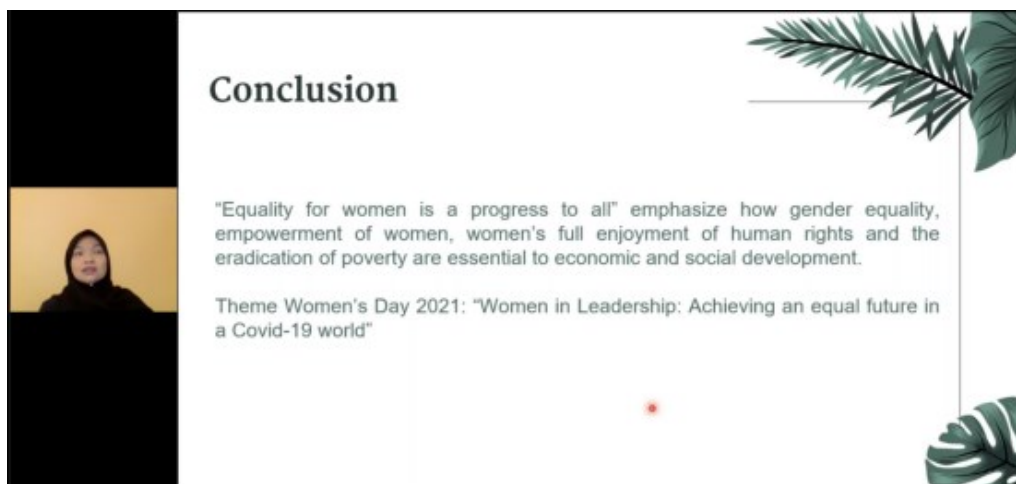 Conclusion
“Equality for women is a progress to all” emphasize how gender equality,
empowerment of women, women’s full enjoyment of human rights and the
eradication of poverty are essential to economic and social development.
Theme Women’s Day 2021: “Women in Leadership: Achieving an equal future in
a Covid-19 world”